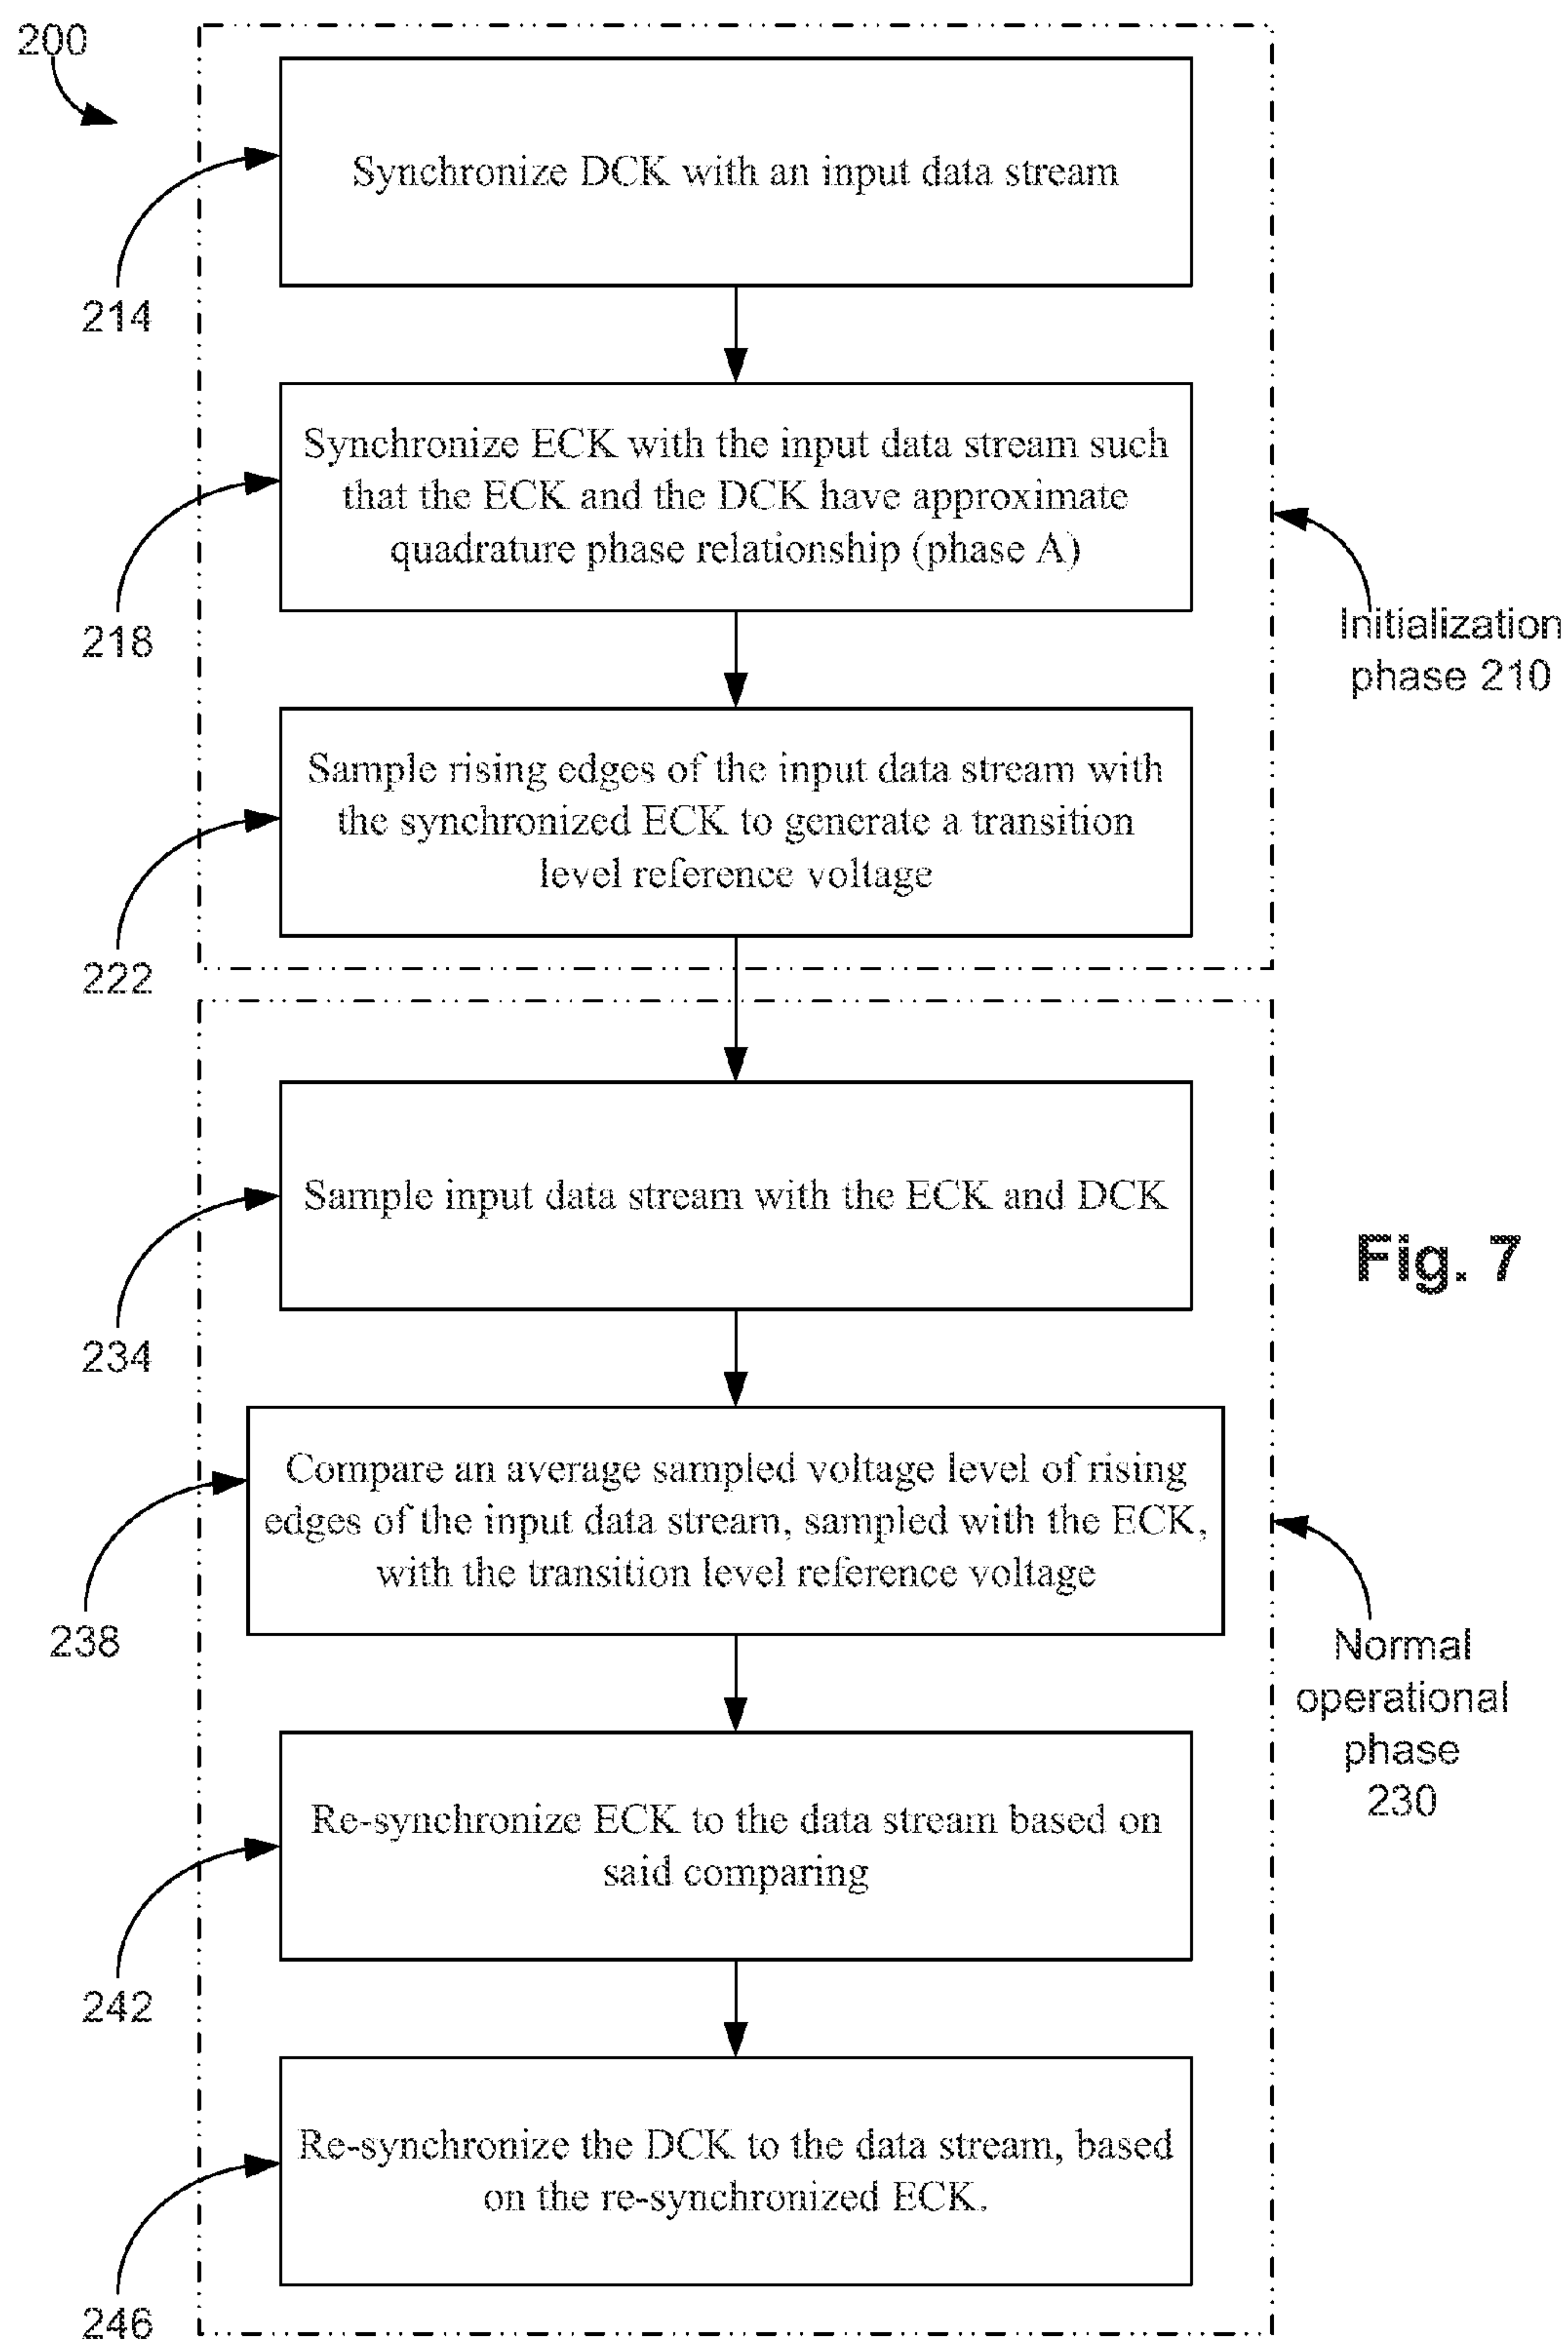 200
Synchronize DCK with an input data stream
214
Synchronize ECK with the input data stream such
that the ECK and the DCK have approximate
quadrature phase relationship (phase A)
218
Initialization
phase 210
Sample rising edges of the input data stream with
the synchronized ECK to generate a transition
level reference voltage
222
Sample input data stream with the ECK and DCK
234
Fig. 7
Compare an average sampled voltage level of rising
edges of the input data stream, sampled with the ECK,
with the transition level reference voltage
238
Normal
operational
phase
230
Re-synchronize ECK to the data stream based on
said comparing
242
Re-synchronize the DCK to the data stream, based
on the re-synchronized ECK.
246